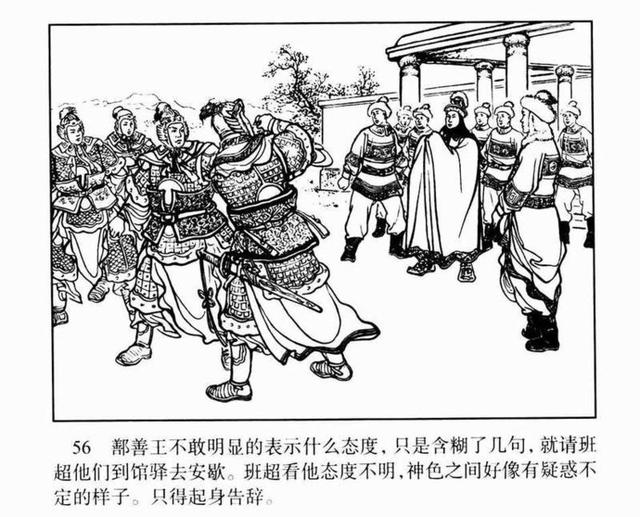 56 鄯善王不敢明显的表示什么态度，只是含糊了几句，就请班
超他们到馆驿去安歇。班超看他态度不明，神色之间好像有疑惑不
定的样子。只得起身告辞。